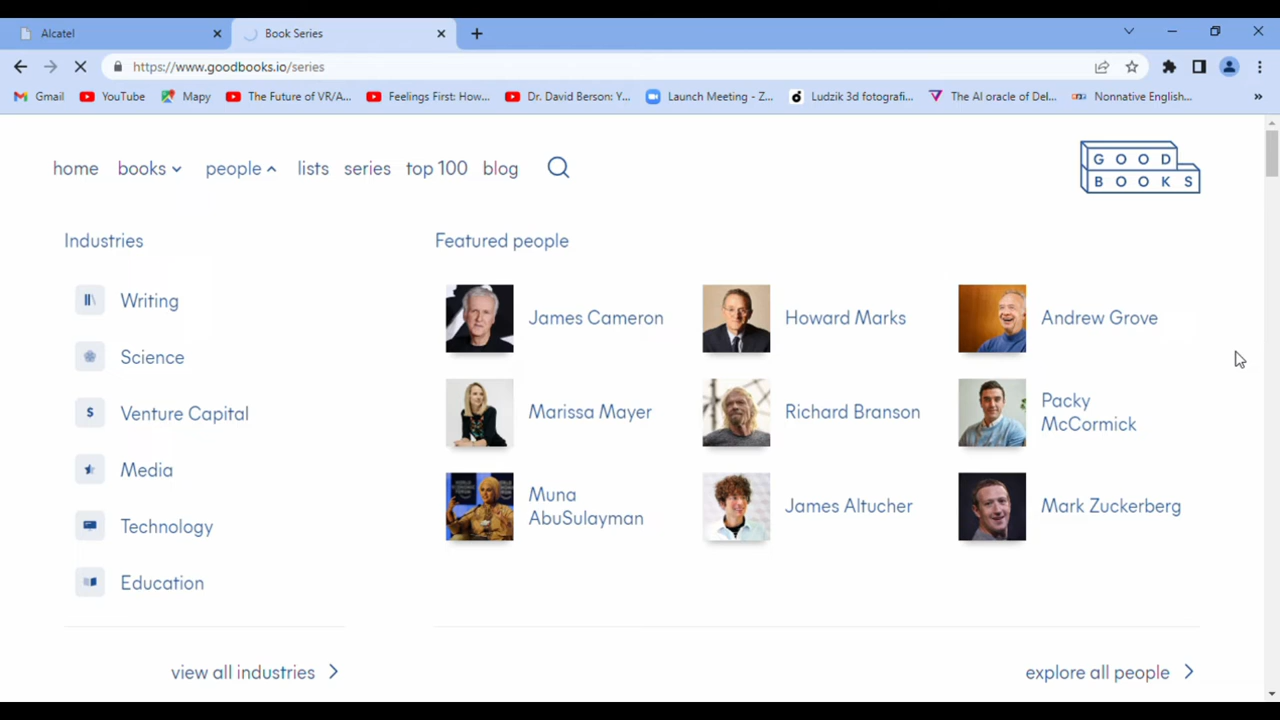 Alcatel
Book Series
https://www.goodbooks.io/series
Gmail YouTube Mapy The Future of VR/A... Feelings First: How... Dr. David Berson: Y... Launch Meeting - Z... Ludzik 3d fotografi... The AI oracle of Del... Nonnative English... »
home books people lists series top 100 blog
GOOD
BOOKS
Industries
Writing
Science
Venture Capital
Media
Technology
Education
view all industries
Featured people
James Cameron
Howard Marks
Andrew Grove
Marissa Mayer
Richard Branson
Packy
McCormick
Muna
AbuSulayman
James Altucher
Mark Zuckerberg
explore all people